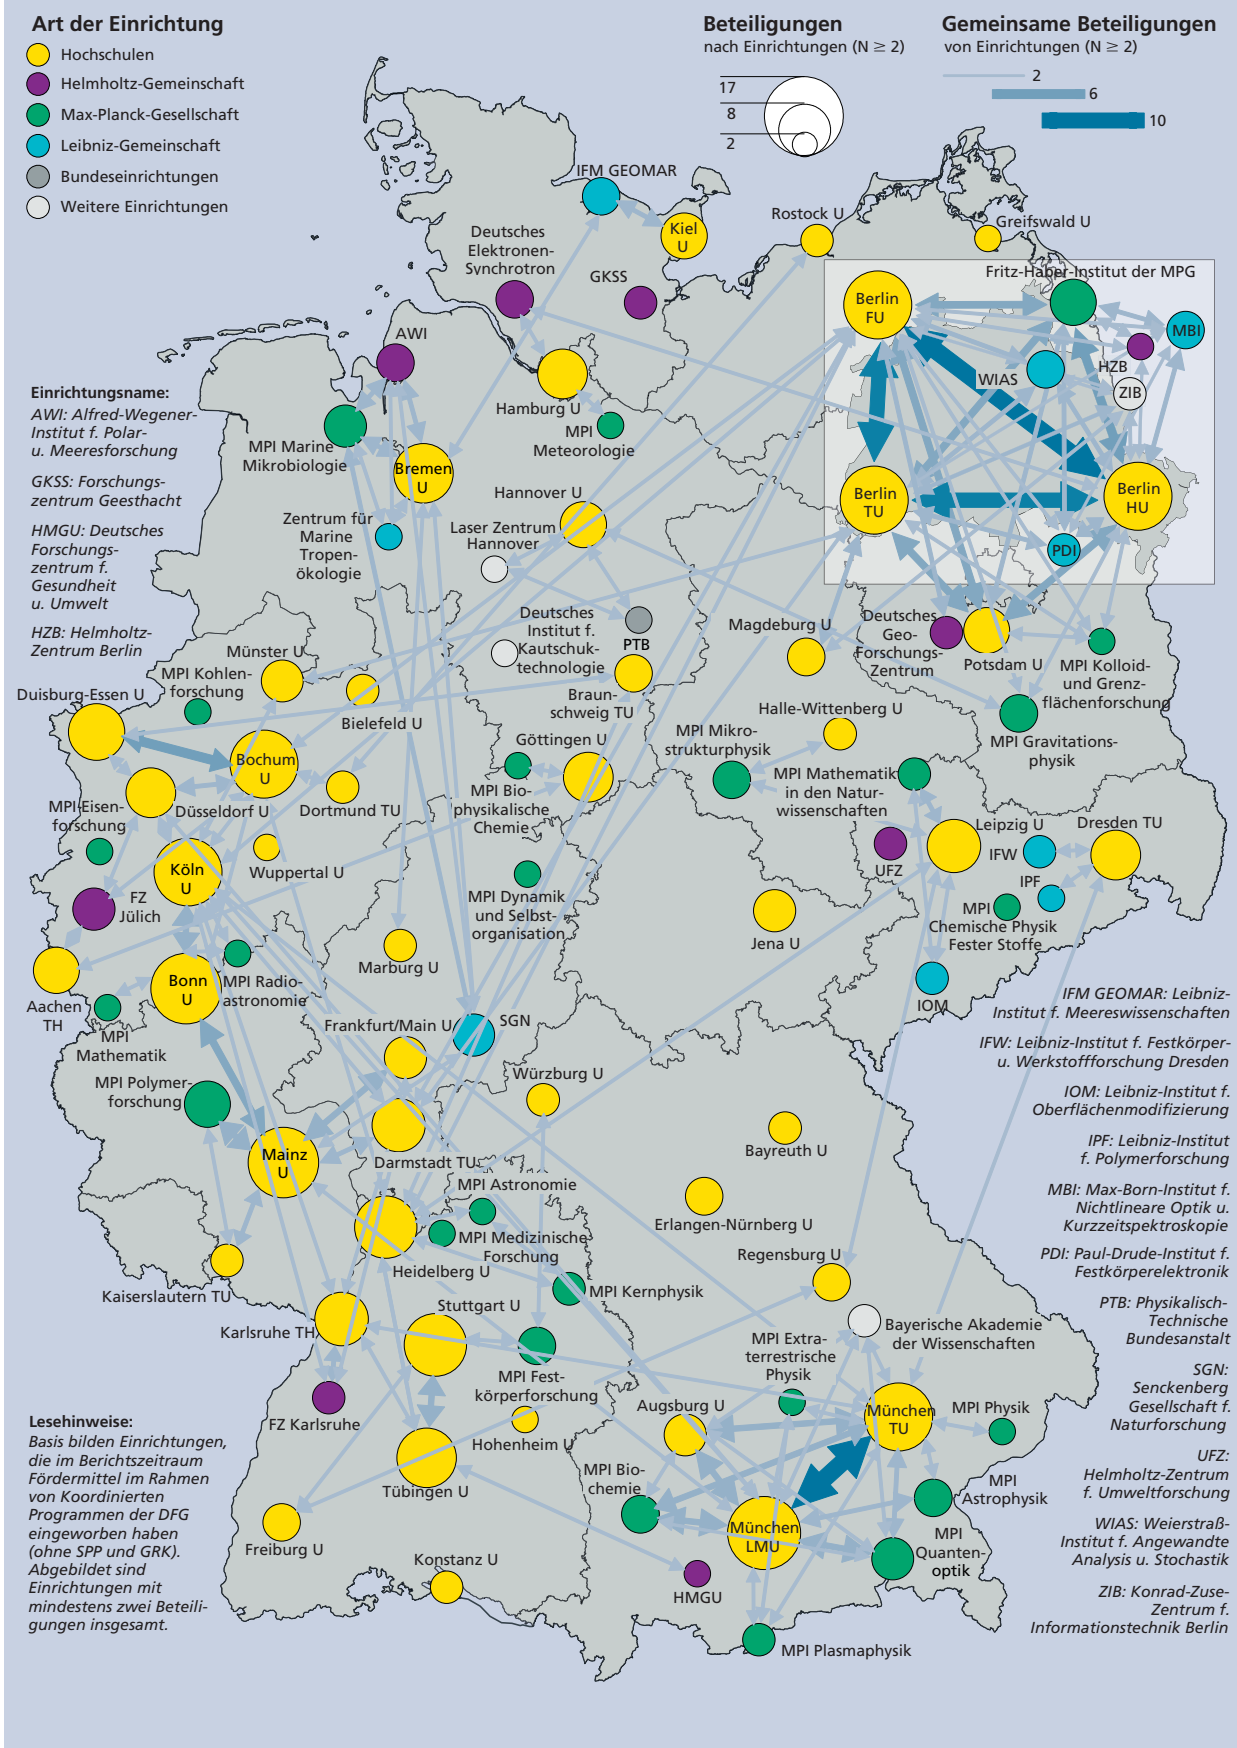 Art der Einrichtung
Hochschulen
Helmholtz-Gemeinschaft
Max-Planck-Gesellschaft
Leibniz-Gemeinschaft
Bundeseinrichtungen
Weitere Einrichtungen
Beteiligungen
nach Einrichtungen (N ≥ 2)
17
8
2
Gemeinsame Beteiligungen
von Einrichtungen (N ≥ 2)
2
6
10
IFM GEOMAR
Kiel
U
Rostock U
Greifswald U
Deutsches
Elektronen-
Synchrotron
GKSS
Fritz-Haber-Institut der MPG
Berlin
FU
MBI
HZB
WIAS
ZIB
AWI
Hamburg U
MPI
Meteorologie
MPI Marine
Mikrobiologie
Bremen
U
Berlin
TU
Berlin
HU
PDI
Hannover U
Laser Zentrum
Hannover
Zentrum für
Marine
Tropen-
ökologie
Einrichtungsname:
AWI: Alfred-Wegener-
Institut f. Polar-
u. Meeresforschung
GKSS: Forschungs-
zentrum Geesthacht
HMGU: Deutsches
Forschungs-
zentrum f.
Gesundheit
u. Umwelt
HZB: Helmholtz-
Zentrum Berlin
Deutsches
Institut f.
Kautschuk-
technologie
PTB
Braun-
schweig TU
Magdeburg U
Deutsches
Geo-
Forschungs-
Zentrum
Potsdam U
MPI Kolloid-
und Grenz-
flächenforschung
Münster U
MPI Kohlen-
forschung
Duisburg-Essen U
Bielefeld U
Halle-Wittenberg U
MPI Mikro-
strukturphysik
MPI Gravitations-
physik
Göttingen U
Bochum
U
MPI Bio-
physikalische
Chemie
MPI Mathematik
in den Natur-
wissenschaften
Düsseldorf U
Dortmund TU
MPI Eisen-
forschung
Leipzig U
Dresden TU
IFW
UFZ
IPF
Köln
U
Wuppertal U
FZ
Jülich
MPI Dynamik
und Selbst-
organisation
MPI
Chemische Physik
Fester Stoffe
Jena U
Marburg U
IOM
Aachen
TH
Bonn
U
MPI Radio-
astronomie
MPI
Mathematik
Frankfurt/Main U
SGN
MPI Polymer-
forschung
Würzburg U
Mainz
U
Darmstadt TU
Bayreuth U
MPI Astronomie
MPI Medizinische
Forschung
Erlangen-Nürnberg U
Heidelberg U
Regensburg U
MPI Kernphysik
Kaiserslautern TU
Karlsruhe TH
Stuttgart U
Bayerische Akademie
der Wissenschaften
MPI Extra-
terrestrische
Physik
MPI Fest-
körperforschung
FZ Karlsruhe
Hohenheim U
Augsburg U
München
TU
MPI Physik
Tübingen U
MPI Bio-
chemie
MPI
Astrophysik
München
LMU
MPI
Quanten-
optik
Freiburg U
Konstanz U
HMGU
MPI Plasmaphysik
IFM GEOMAR: Leibniz-
Institut f. Meereswissenschaften
IFW: Leibniz-Institut f. Festkörper-
u. Werkstoffforschung Dresden
IOM: Leibniz-Institut f.
Oberflächenmodifizierung
IPF: Leibniz-Institut
f. Polymerforschung
MBI: Max-Born-Institut f.
Nichtlineare Optik u.
Kurzzeitspektroskopie
PDI: Paul-Drude-Institut f.
Festkörperelektronik
PTB: Physikalisch-
Technische
Bundesanstalt
SGN:
Senckenberg
Gesellschaft f.
Naturforschung
UFZ:
Helmholtz-Zentrum
f. Umweltforschung
WIAS: Weierstraß-
Institut f. Angewandte
Analysis u. Stochastik
ZIB: Konrad-Zuse-
Zentrum f.
Informationstechnik Berlin
Lesehinweise:
Basis bilden Einrichtungen,
die im Berichtszeitraum
Fördermittel im Rahmen
von Koordinierten
Programmen der DFG
eingeworben haben
(ohne SPP und GRK).
Abgebildet sind
Einrichtungen mit
mindestens zwei Beteili-
gungen insgesamt.